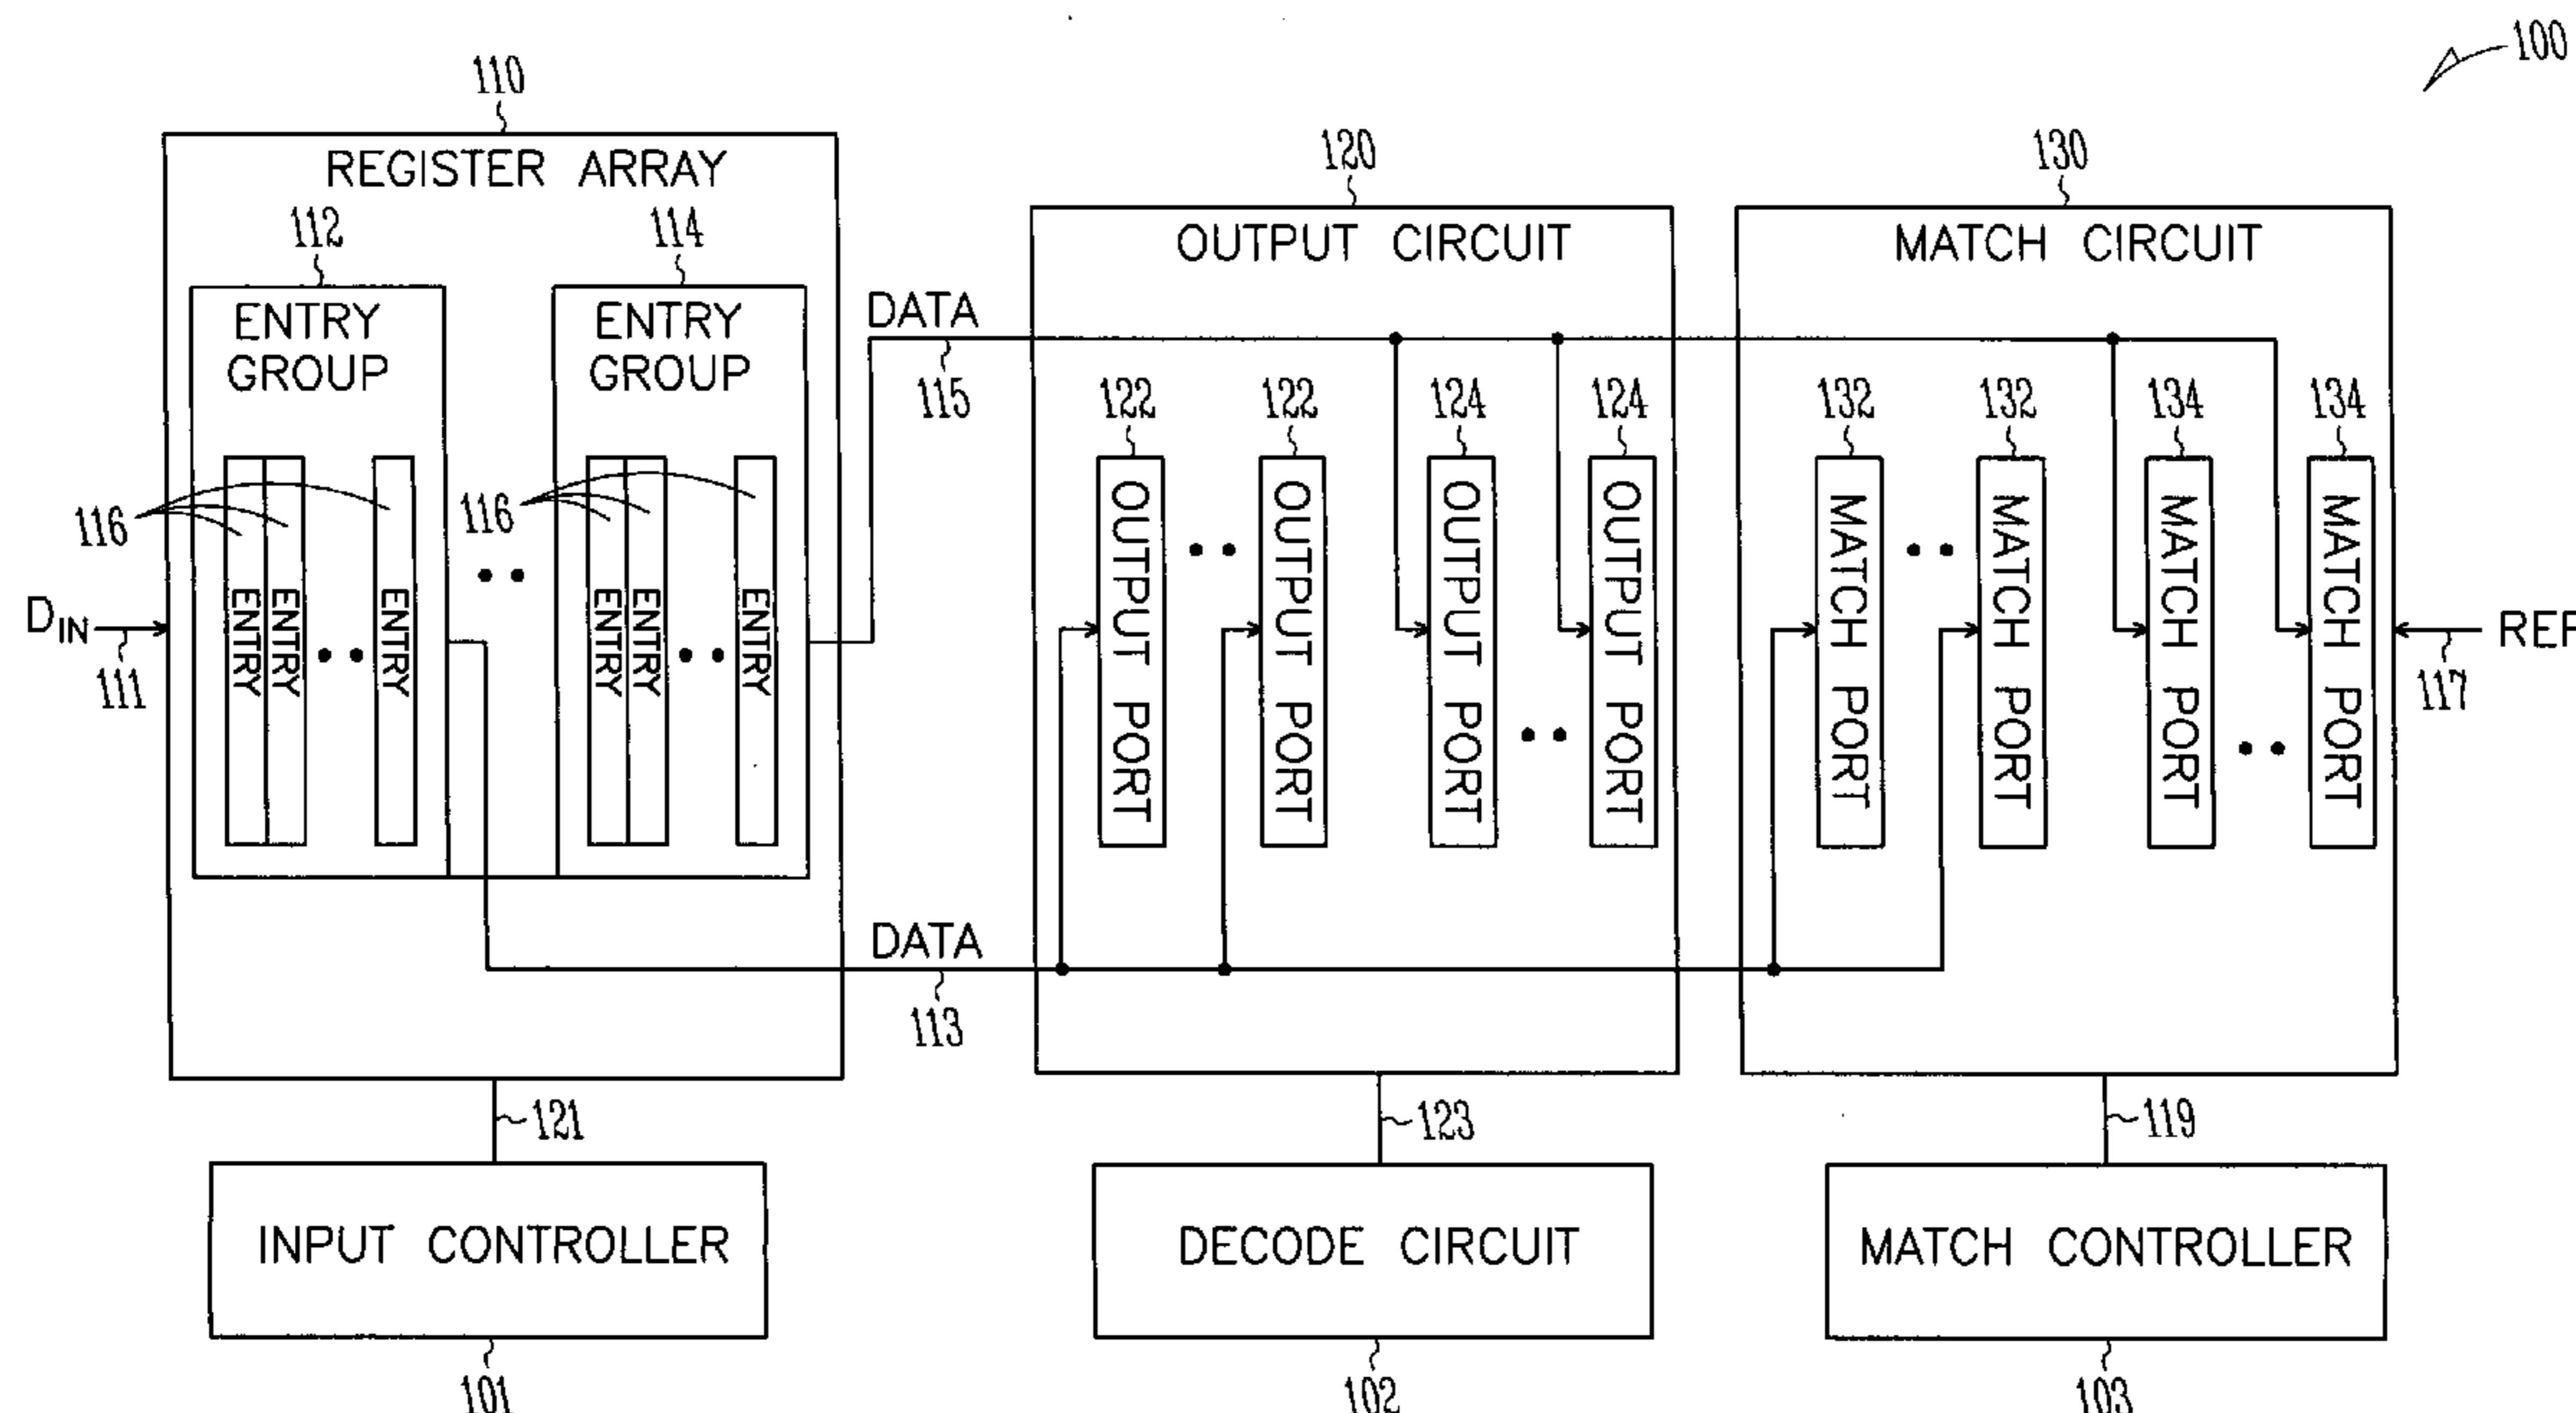 100
110
REGISTER ARRAY
112
114
ENTRY GROUP
ENTRY GROUP
116
116
ENTRY
ENTRY
ENTRY
ENTRY
ENTRY
ENTRY
DIN
111
DATA
115
DATA
113
120
OUTPUT CIRCUIT
122
122
124
124
OUTPUT PORT
OUTPUT PORT
OUTPUT PORT
OUTPUT PORT
130
MATCH CIRCUIT
132
132
134
134
MATCH PORT
MATCH PORT
MATCH PORT
MATCH PORT
REF
117
121
123
119
INPUT CONTROLLER
DECODE CIRCUIT
MATCH CONTROLLER
101
102
103